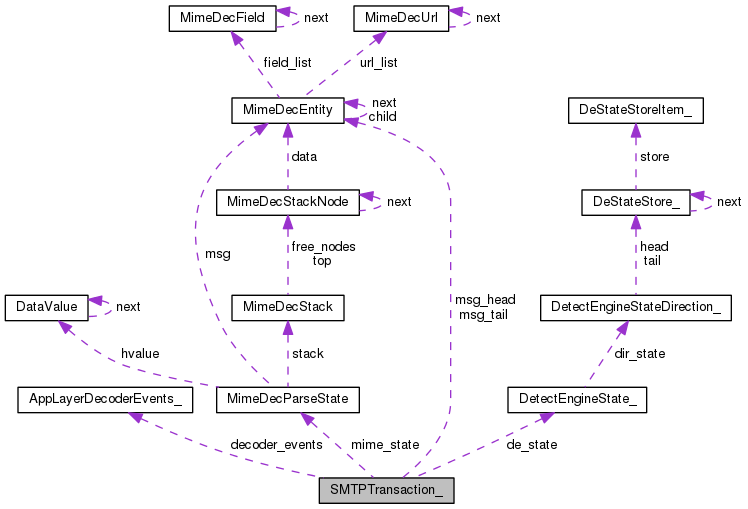 MimeDecField
next
MimeDecUrl
next
field_list
url_list
MimeDecEntity
next
child
DeStateStoreItem_
data
store
MimeDecStackNode
next
DeStateStore_
next
msg
free_nodes
top
head
tail
DataValue
next
MimeDecStack
msg_head
msg_tail
DetectEngineStateDirection_
hvalue
stack
dir_state
AppLayerDecoderEvents_
MimeDecParseState
DetectEngineState_
decoder_events
mime_state
de_state
SMTPTransaction_